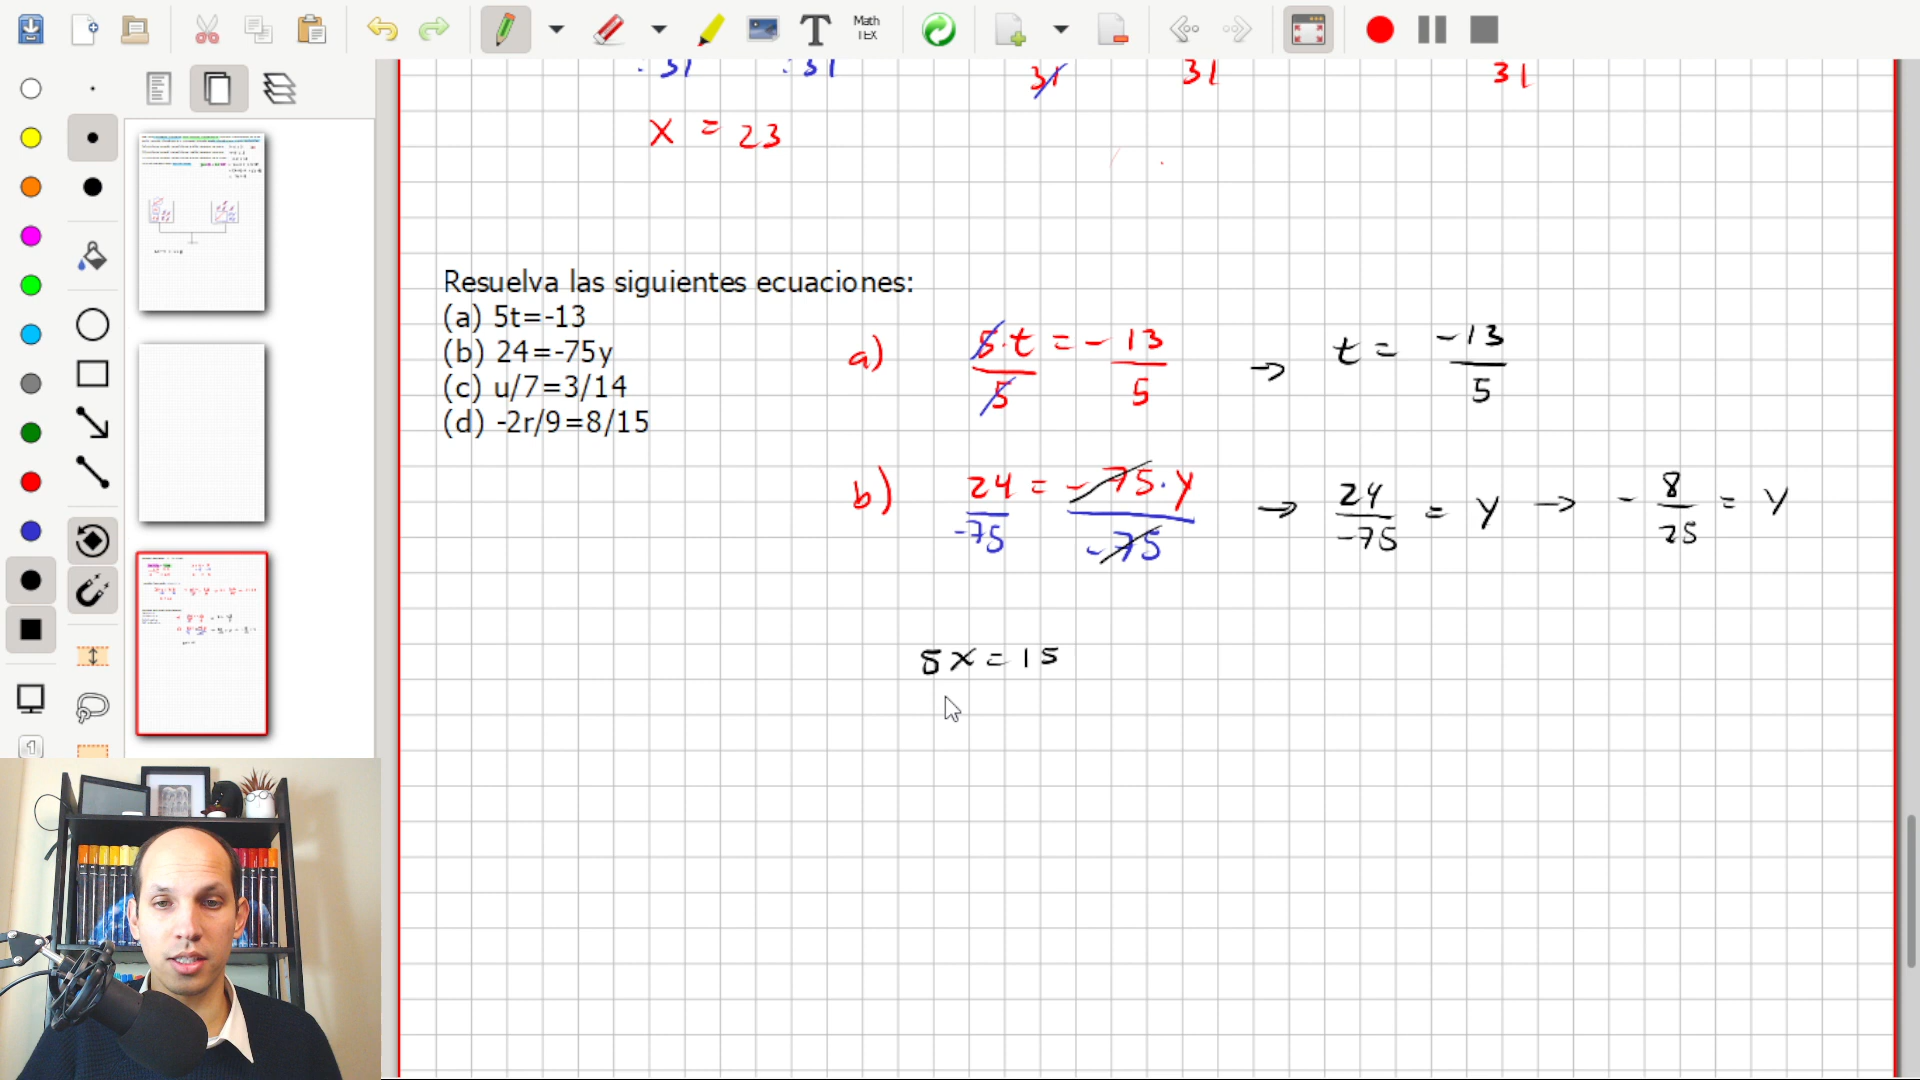 Math
TEX
31 31 31 31 31
x = 23
Resuelva las siguientes ecuaciones:
(a) 5t=-13
(b) 24=-75y
(c) u/7=3/14
(d) -2r/9=8/15
a) 5·t/5 = -13/5 → t = -13/5
b) 24/-75 = -75·y/-75 → 24/-75 = y → -8/25 = y
5x=15
1